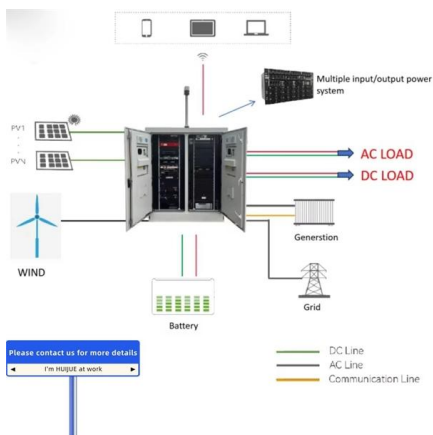 Multiple input/output power
system
PV1
PVN
AC LOAD
DC LOAD
WIND
Generstion
Grid
Battery
Please contact us for more details
I'm HUIJUE at work
DC Line
AC Line
Communication Line